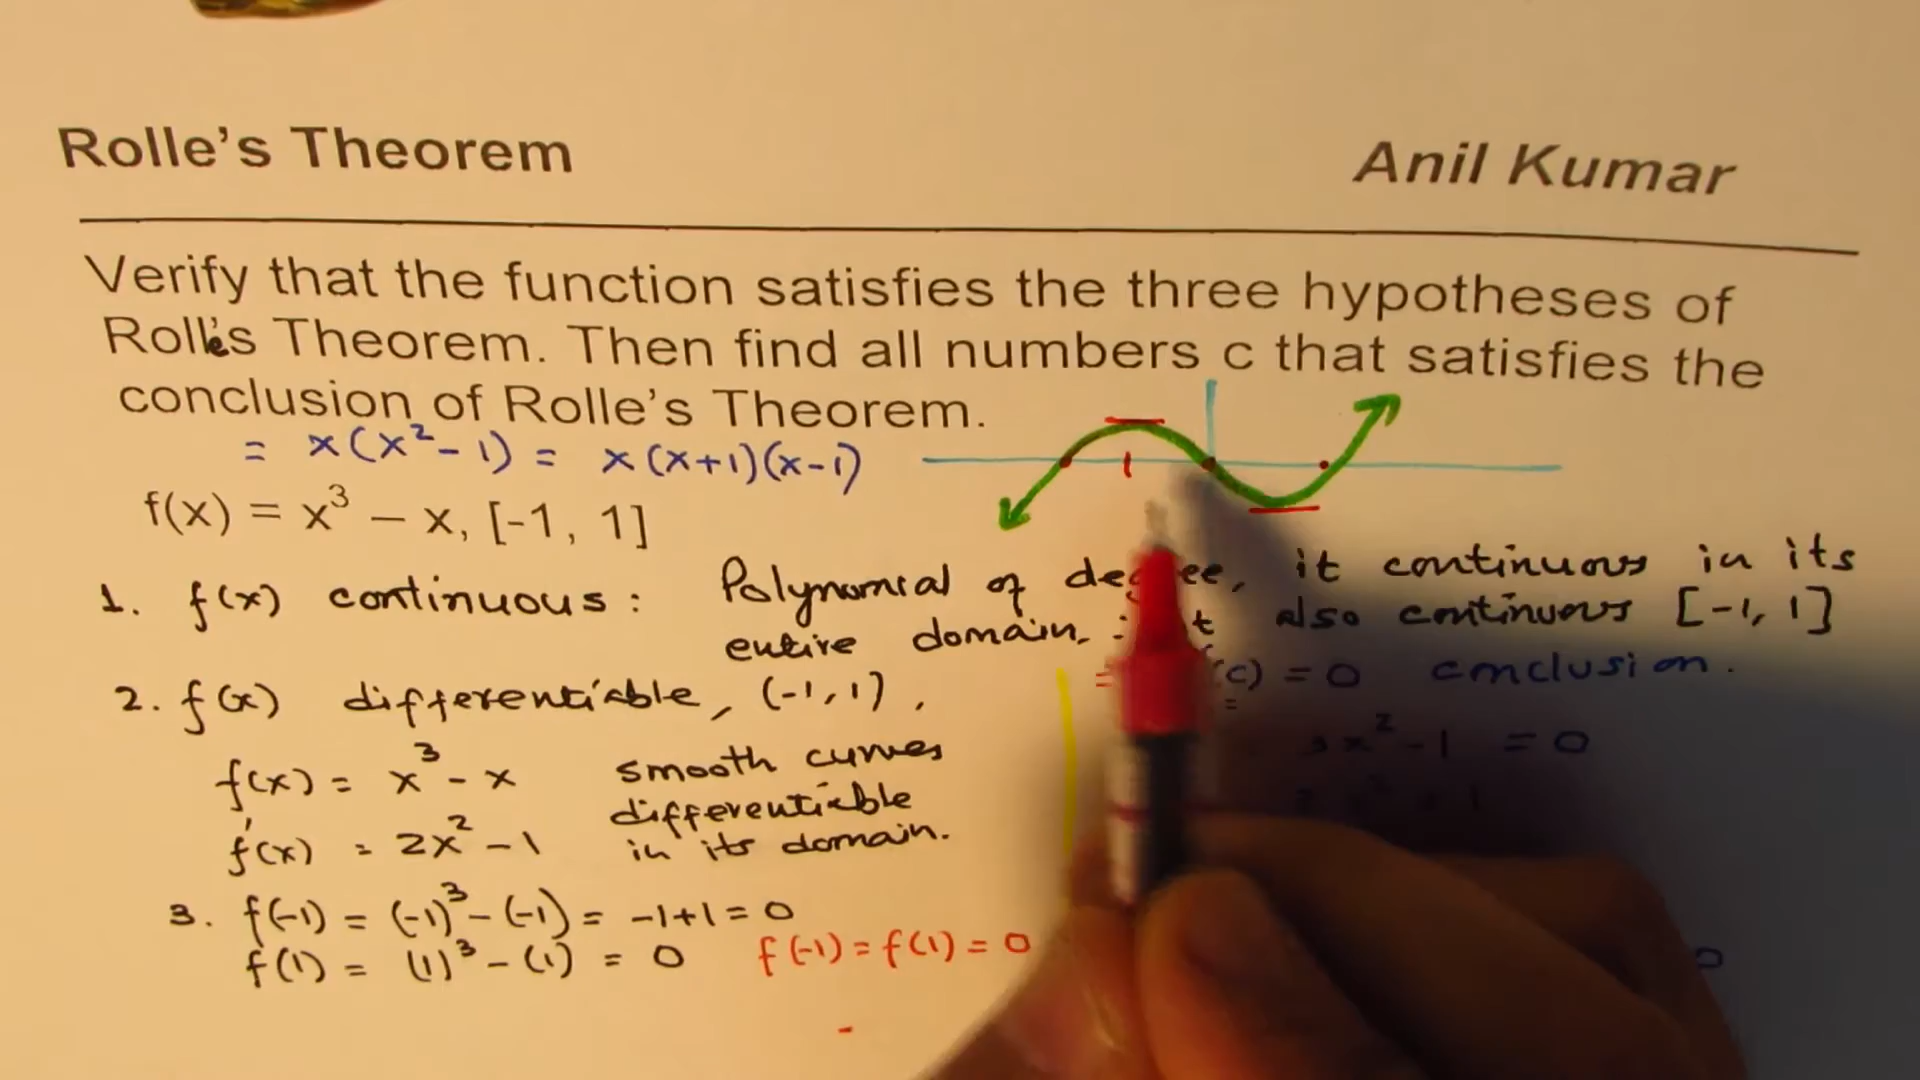 Rolle's Theorem
Anil Kumar
Verify that the function satisfies the three hypotheses of
Rolle's Theorem. Then find all numbers c that satisfies the
conclusion of Rolle's Theorem.
= x(x² - 1) = x(x+1)(x-1)
f(x) = x³ − x, [-1, 1]
1. f(x) continuous : Polynomial of degree, it continuous in its
entire domain, also continuous [-1, 1]
2. f(x) differentiable, (-1, 1),
(c) = 0 conclusion.
f(x) = x³ - x smooth curves
differentiable
f'(x) = 2x² - 1 in its domain.
3x² - 1 = 0
3. f(-1) = (-1)³ - (-1) = -1+1 = 0
f(1) = (1)³ - (1) = 0 f(-1) = f(1) = 0